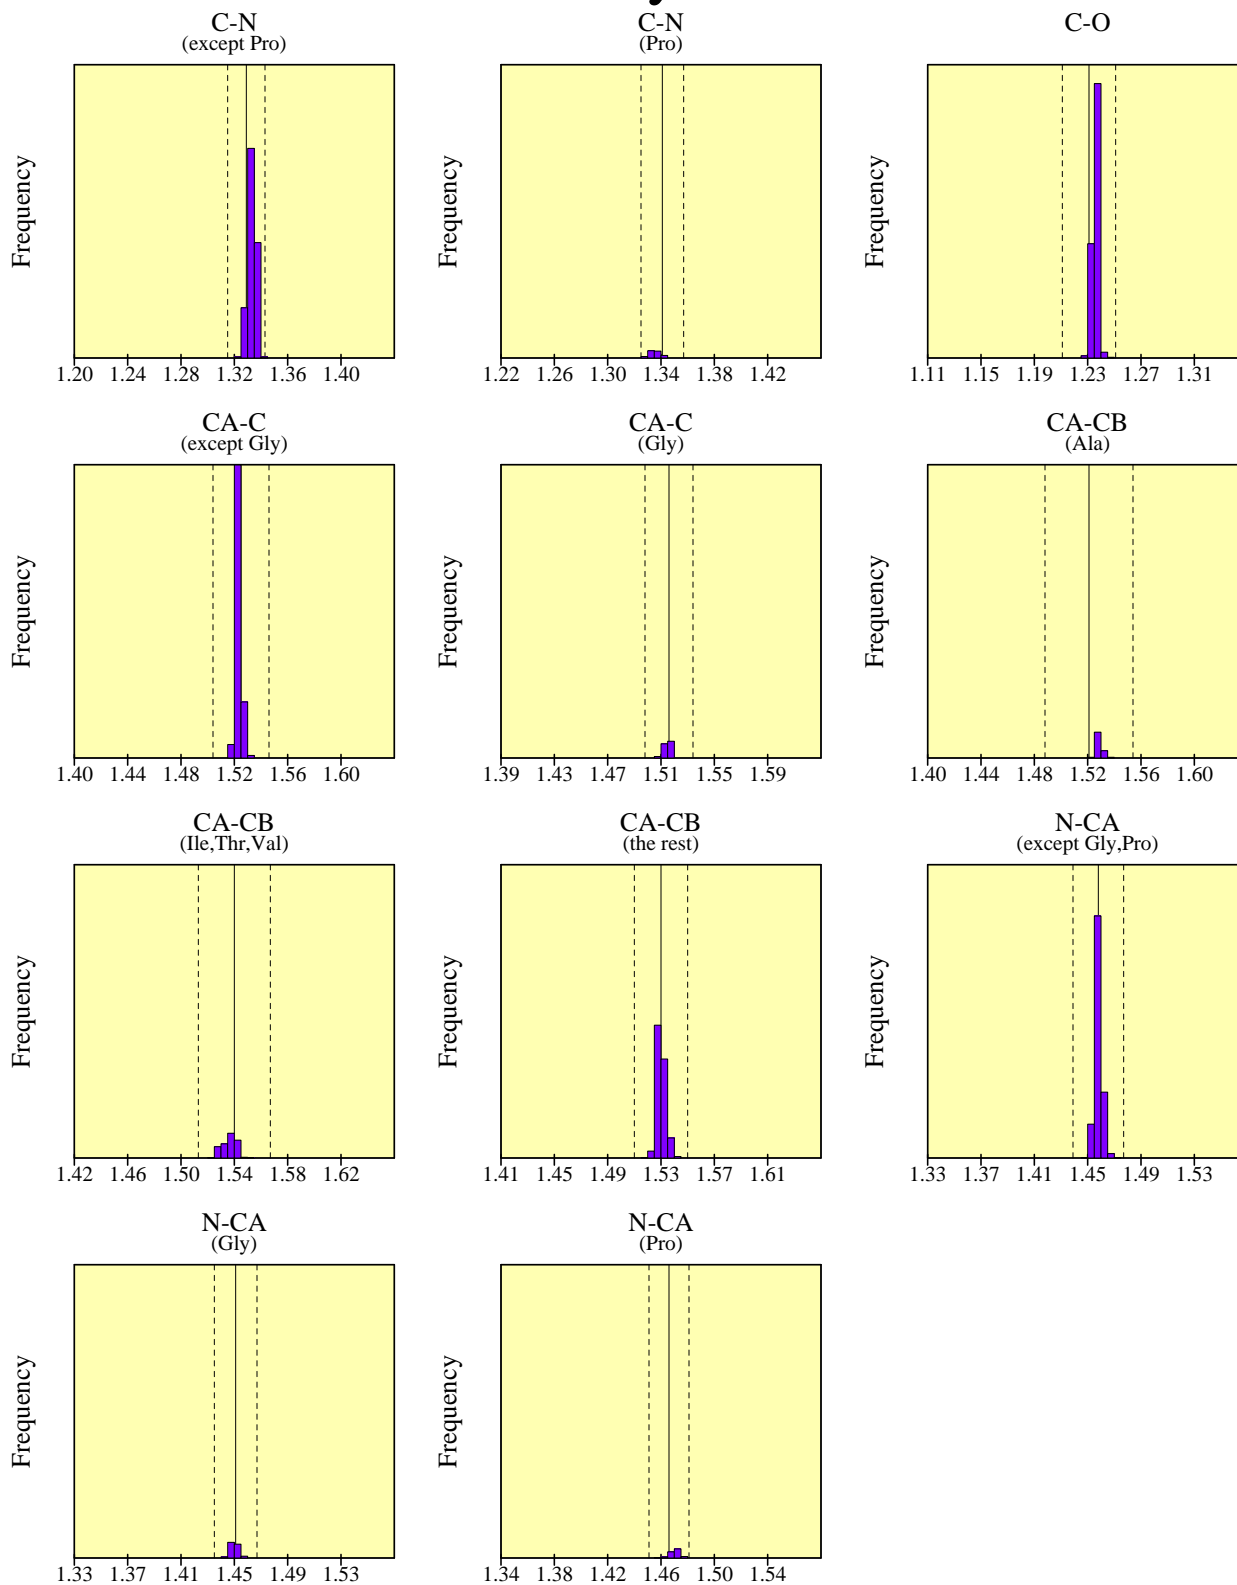 C-N
(except Pro)
C-N
(Pro)
C-O
Frequency
Frequency
Frequency
1.20 1.24 1.28 1.32 1.36 1.40
1.22 1.26 1.30 1.34 1.38 1.42
1.11 1.15 1.19 1.23 1.27 1.31
CA-C
(except Gly)
CA-C
(Gly)
CA-CB
(Ala)
Frequency
Frequency
Frequency
1.40 1.44 1.48 1.52 1.56 1.60
1.39 1.43 1.47 1.51 1.55 1.59
1.40 1.44 1.48 1.52 1.56 1.60
CA-CB
(Ile,Thr,Val)
CA-CB
(the rest)
N-CA
(except Gly,Pro)
Frequency
Frequency
Frequency
1.42 1.46 1.50 1.54 1.58 1.62
1.41 1.45 1.49 1.53 1.57 1.61
1.33 1.37 1.41 1.45 1.49 1.53
N-CA
(Gly)
N-CA
(Pro)
Frequency
Frequency
1.33 1.37 1.41 1.45 1.49 1.53
1.34 1.38 1.42 1.46 1.50 1.54